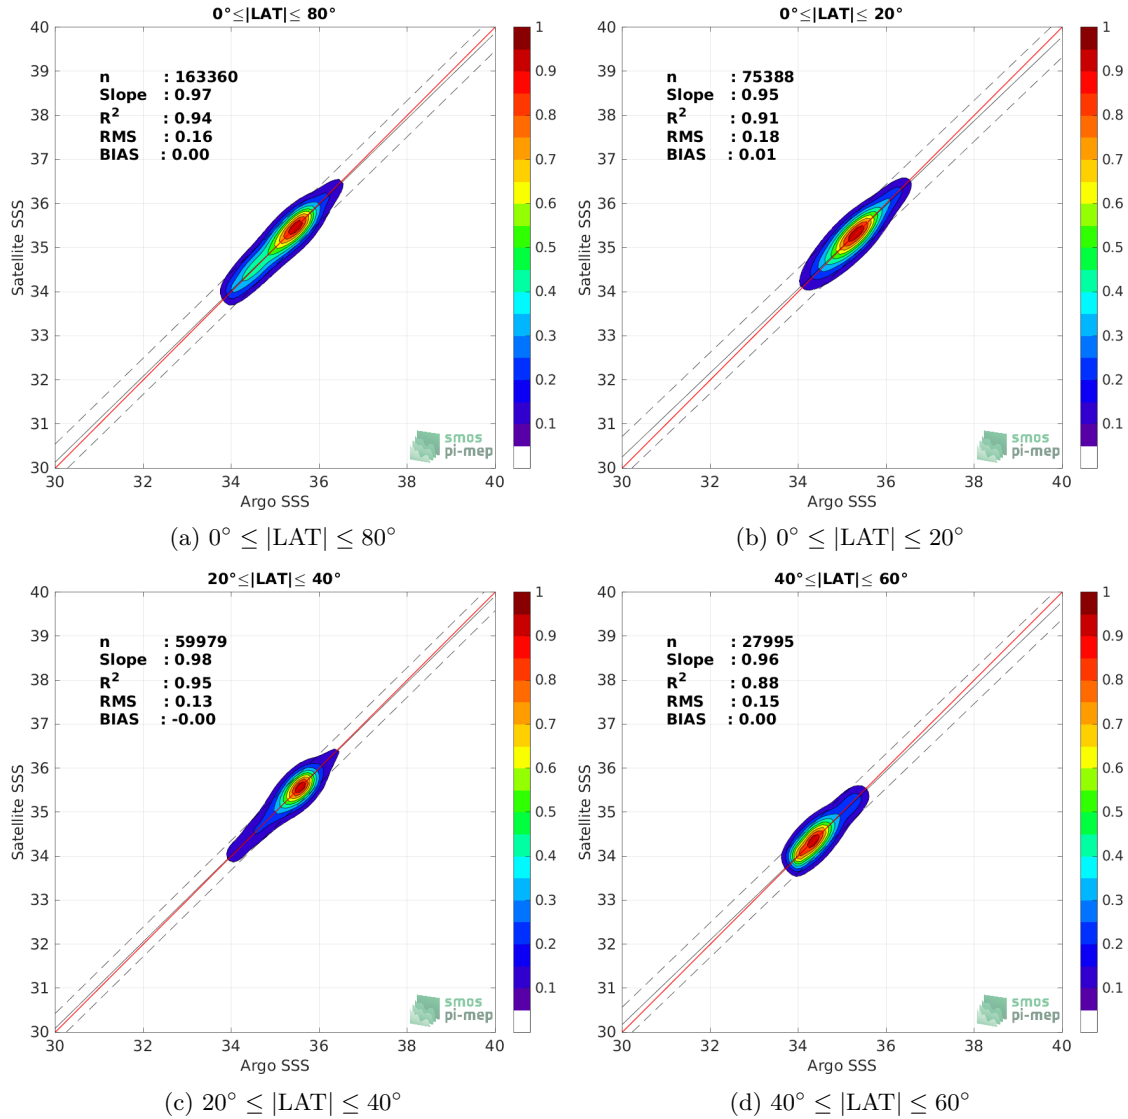 0°≤|LAT|≤ 80°
n : 163360
Slope : 0.97
R² : 0.94
RMS : 0.16
BIAS : 0.00
Satellite SSS
40
39
38
37
36
35
34
33
32
31
30
30 32 34 36 38 40
Argo SSS
smos
pi-mep
1
0.9
0.8
0.7
0.6
0.5
0.4
0.3
0.2
0.1
(a) 0° ≤ |LAT| ≤ 80°
0°≤|LAT|≤ 20°
n : 75388
Slope : 0.95
R² : 0.91
RMS : 0.18
BIAS : 0.01
Satellite SSS
40
39
38
37
36
35
34
33
32
31
30
30 32 34 36 38 40
Argo SSS
smos
pi-mep
1
0.9
0.8
0.7
0.6
0.5
0.4
0.3
0.2
0.1
(b) 0° ≤ |LAT| ≤ 20°
20°≤|LAT|≤ 40°
n : 59979
Slope : 0.98
R² : 0.95
RMS : 0.13
BIAS : -0.00
Satellite SSS
40
39
38
37
36
35
34
33
32
31
30
30 32 34 36 38 40
Argo SSS
smos
pi-mep
1
0.9
0.8
0.7
0.6
0.5
0.4
0.3
0.2
0.1
(c) 20° ≤ |LAT| ≤ 40°
40°≤|LAT|≤ 60°
n : 27995
Slope : 0.96
R² : 0.88
RMS : 0.15
BIAS : 0.00
Satellite SSS
40
39
38
37
36
35
34
33
32
31
30
30 32 34 36 38 40
Argo SSS
smos
pi-mep
1
0.9
0.8
0.7
0.6
0.5
0.4
0.3
0.2
0.1
(d) 40° ≤ |LAT| ≤ 60°